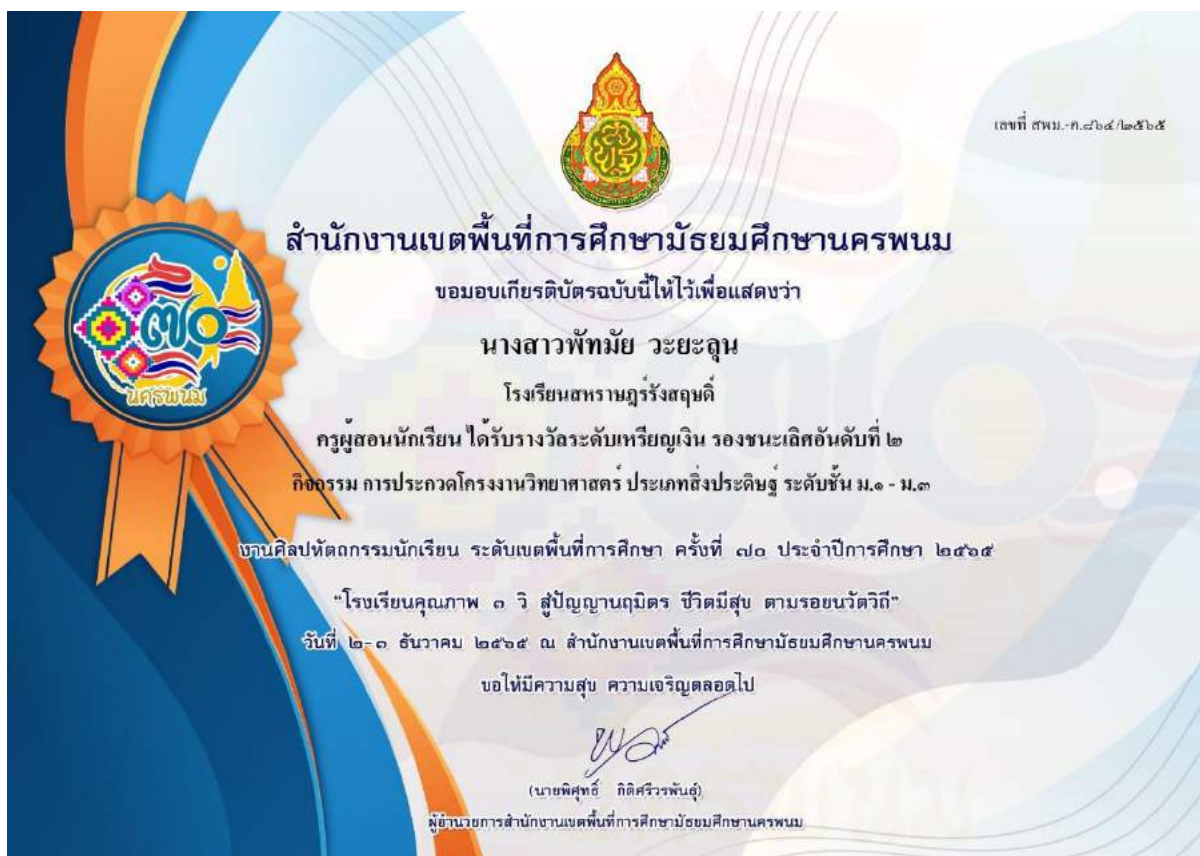 เลขที่ สพม.-ค.๘๖๔/๒๕๖๕
สำนักงานเขตพื้นที่การศึกษามัธยมศึกษานครพนม
ขอมอบเกียรติบัตรฉบับนี้ให้ไว้เพื่อแสดงว่า
นางสาวพัทมัย วะยะลุน
โรงเรียนสหราษฎร์รังสฤษดิ์
ครูผู้สอนนักเรียน ได้รับรางวัลระดับเหรียญเงิน รองชนะเลิศอันดับที่ ๒
กิจกรรม การประกวดโครงงานวิทยาศาสตร์ ประเภทสิ่งประดิษฐ์ ระดับชั้น ม.๑ - ม.๓
งานศิลปหัตถกรรมนักเรียน ระดับเขตพื้นที่การศึกษา ครั้งที่ ๗๐ ประจำปีการศึกษา ๒๕๖๕
"โรงเรียนคุณภาพ ๓ วิ สู่ปัญญานฤมิตร ชีวิตมีสุข ตามรอยนวัตวิถี"
วันที่ ๒-๓ ธันวาคม ๒๕๖๕ ณ สำนักงานเขตพื้นที่การศึกษามัธยมศึกษานครพนม
ขอให้มีความสุข ความเจริญตลอดไป
(นายพิศุทธิ์ กิติศรีวรพันธุ์)
ผู้อำนวยการสำนักงานเขตพื้นที่การศึกษามัธยมศึกษานครพนม
๗๐
นครพนม